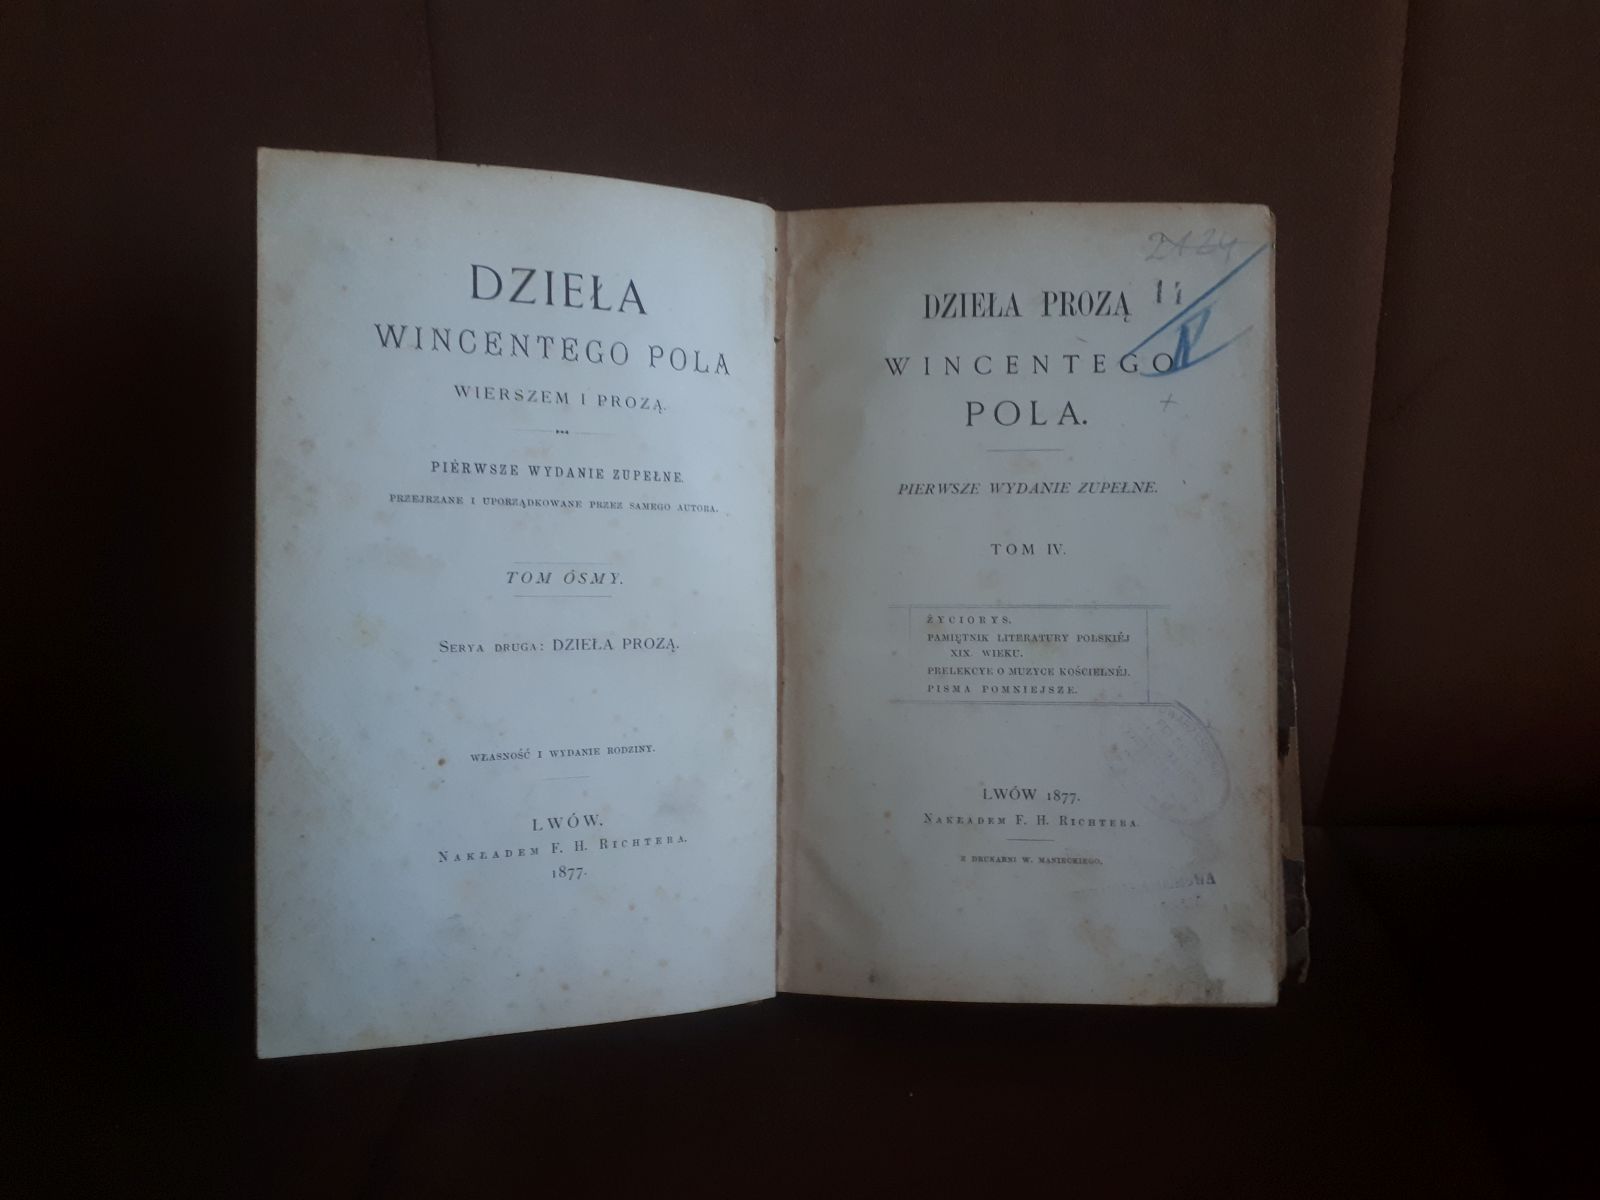 DZIEŁA
WINCENTEGO POLA
WIERSZEM I PROZĄ.
PIÉRWSZE WYDANIE ZUPEŁNE.
PRZEJRZANE I UPORZĄDKOWANE PRZEZ SAMEGO AUTORA.
TOM ÓSMY.
SERYA DRUGA: DZIEŁA PROZĄ.
WŁASNOŚĆ I WYDANIE RODZINY.
LWÓW.
NAKŁADEM F. H. RICHTERA.
1877.
DZIEŁA PROZĄ
WINCENTEGO
POLA.
PIERWSZE WYDANIE ZUPEŁNE.
TOM IV.
ŻYCIORYS.
PAMIĘTNIK LITERATURY POLSKIÉJ
XIX. WIEKU.
PRELEKCYE O MUZYCE KOŚCIELNÉJ.
PISMA POMNIEJSZE.
LWÓW 1877.
NAKŁADEM F. H. RICHTERA.
Z DRUKARNI W. MANIECKIEGO.